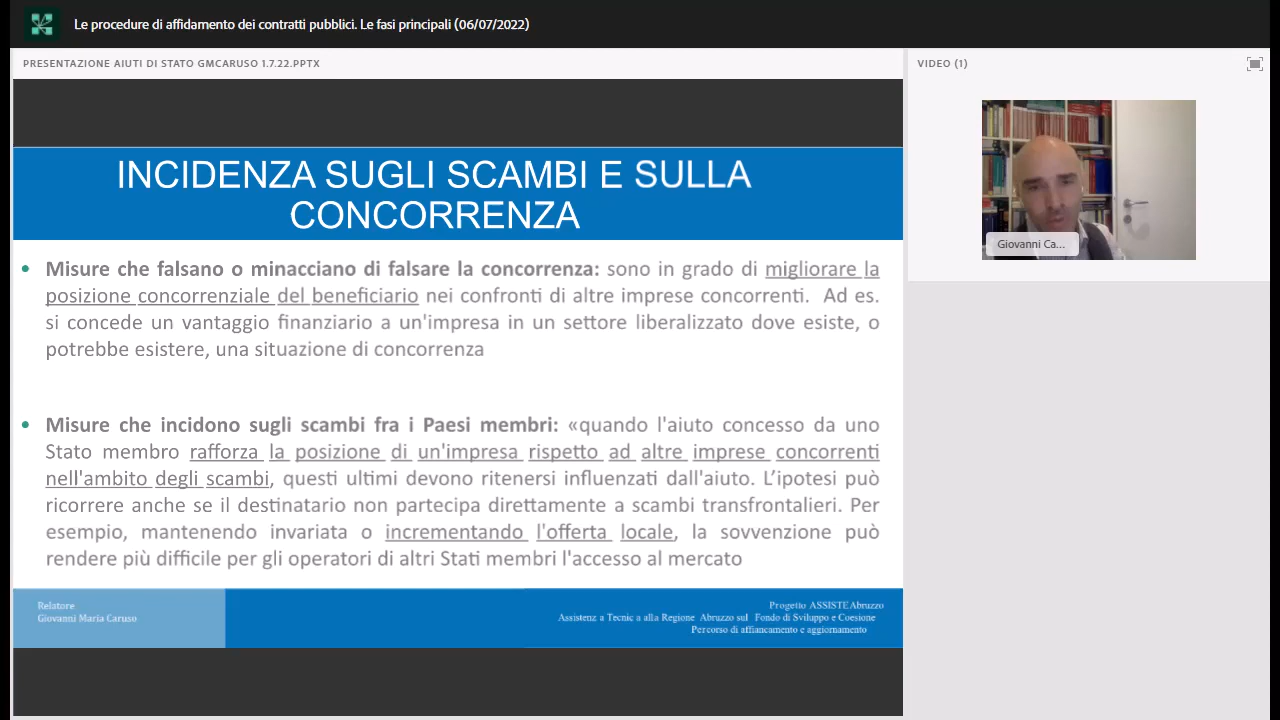 Le procedure di affidamento dei contratti pubblici. Le fasi principali (06/07/2022)
PRESENTAZIONE AIUTI DI STATO GMCARUSO 1.7.22.PPTX
VIDEO (1)
INCIDENZA SUGLI SCAMBI E SULLA
CONCORRENZA
• Misure che falsano o minacciano di falsare la concorrenza: sono in grado di migliorare la
posizione concorrenziale del beneficiario nei confronti di altre imprese concorrenti. Ad es.
si concede un vantaggio finanziario a un'impresa in un settore liberalizzato dove esiste, o
potrebbe esistere, una situazione di concorrenza
• Misure che incidono sugli scambi fra i Paesi membri: «quando l'aiuto concesso da uno
Stato membro rafforza la posizione di un'impresa rispetto ad altre imprese concorrenti
nell'ambito degli scambi, questi ultimi devono ritenersi influenzati dall'aiuto. L’ipotesi può
ricorrere anche se il destinatario non partecipa direttamente a scambi transfrontalieri. Per
esempio, mantenendo invariata o incrementando l'offerta locale, la sovvenzione può
rendere più difficile per gli operatori di altri Stati membri l'accesso al mercato
Relatore
Giovanni Maria Caruso
Progetto ASSISTEAbruzzo
Assistenz a Tecnic a alla Regione Abruzzo sul Fondo di Sviluppo e Coesione
Percorso di affiancamento e aggiornamento
Giovanni Ca...